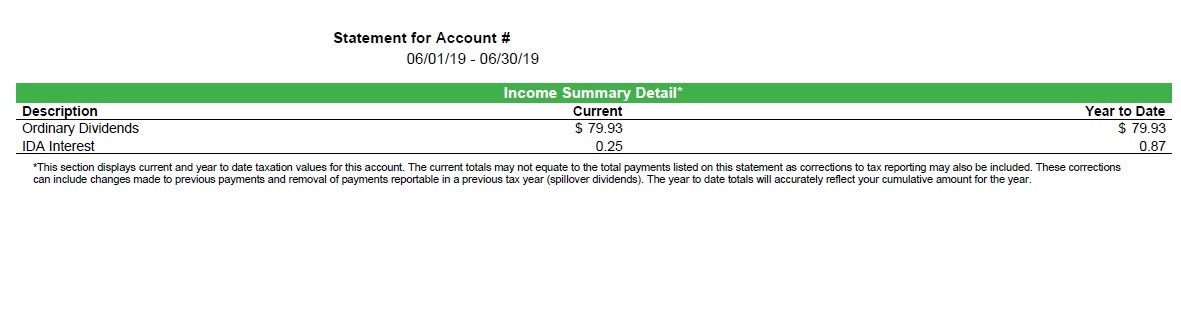 Statement for Account #
06/01/19 - 06/30/19
Income Summary Detail*
Description Current Year to Date
Ordinary Dividends $ 79.93 $ 79.93
IDA Interest 0.25 0.87
*This section displays current and year to date taxation values for this account. The current totals may not equate to the total payments listed on this statement as corrections to tax reporting may also be included. These corrections
can include changes made to previous payments and removal of payments reportable in a previous tax year (spillover dividends). The year to date totals will accurately reflect your cumulative amount for the year.